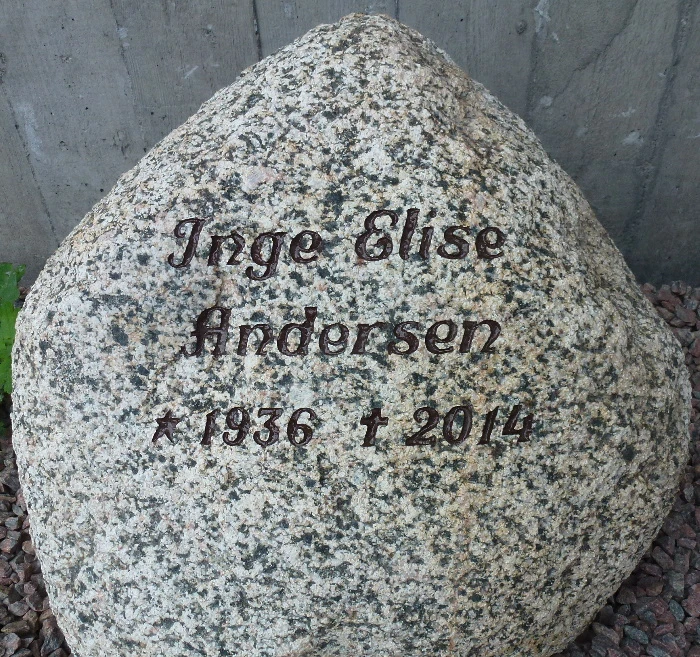 Inge Elise
Andersen
★ 1936 † 2014